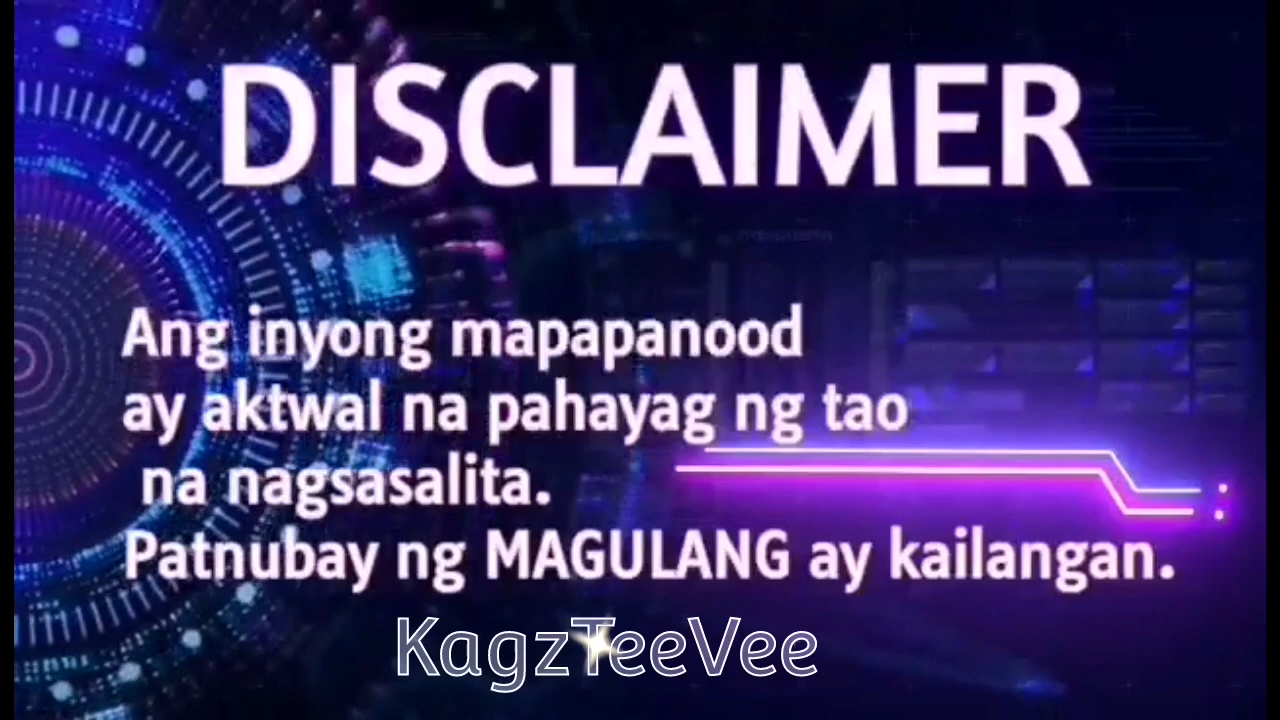 DISCLAIMER
Ang inyong mapapanood
ay aktwal na pahayag ng tao
na nagsasalita.
Patnubay ng MAGULANG ay kailangan.
KagzTeeVee